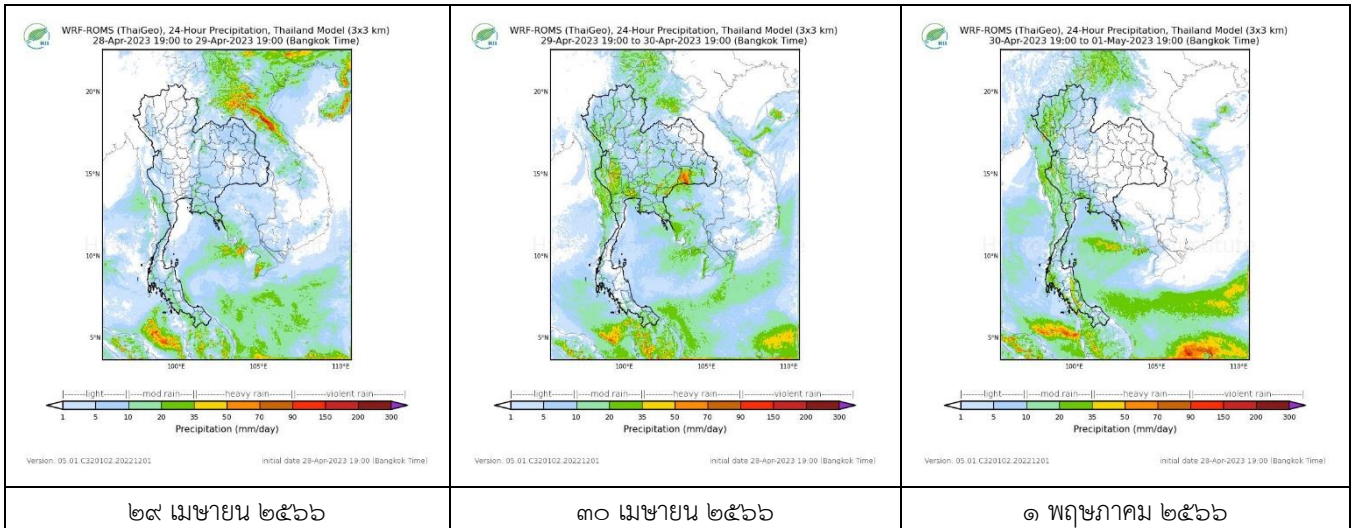 WRF-ROMS (ThaiGeo), 24-Hour Precipitation, Thailand Model (3x3 km)
28-Apr-2023 19:00 to 29-Apr-2023 19:00 (Bangkok Time)
20°N
15°N
10°N
5°N
100°E 105°E 110°E
|------light------||---mod rain---||------heavy rain------||------violent rain------|
1 5 10 20 35 50 70 90 150 200 300
Precipitation (mm/day)
Version: 05.01.C320102.20221201 initial date 28-Apr-2023 19:00 (Bangkok Time)
๒๙ เมษายน ๒๕๖๖
WRF-ROMS (ThaiGeo), 24-Hour Precipitation, Thailand Model (3x3 km)
29-Apr-2023 19:00 to 30-Apr-2023 19:00 (Bangkok Time)
20°N
15°N
10°N
5°N
100°E 105°E 110°E
|------light------||---mod rain---||------heavy rain------||------violent rain------|
1 5 10 20 35 50 70 90 150 200 300
Precipitation (mm/day)
Version: 05.01.C320102.20221201 initial date 28-Apr-2023 19:00 (Bangkok Time)
๓๐ เมษายน ๒๕๖๖
WRF-ROMS (ThaiGeo), 24-Hour Precipitation, Thailand Model (3x3 km)
30-Apr-2023 19:00 to 01-May-2023 19:00 (Bangkok Time)
20°N
15°N
10°N
5°N
100°E 105°E 110°E
|------light------||---mod rain---||------heavy rain------||------violent rain------|
1 5 10 20 35 50 70 90 150 200 300
Precipitation (mm/day)
Version: 05.01.C320102.20221201 initial date 28-Apr-2023 19:00 (Bangkok Time)
๑ พฤษภาคม ๒๕๖๖